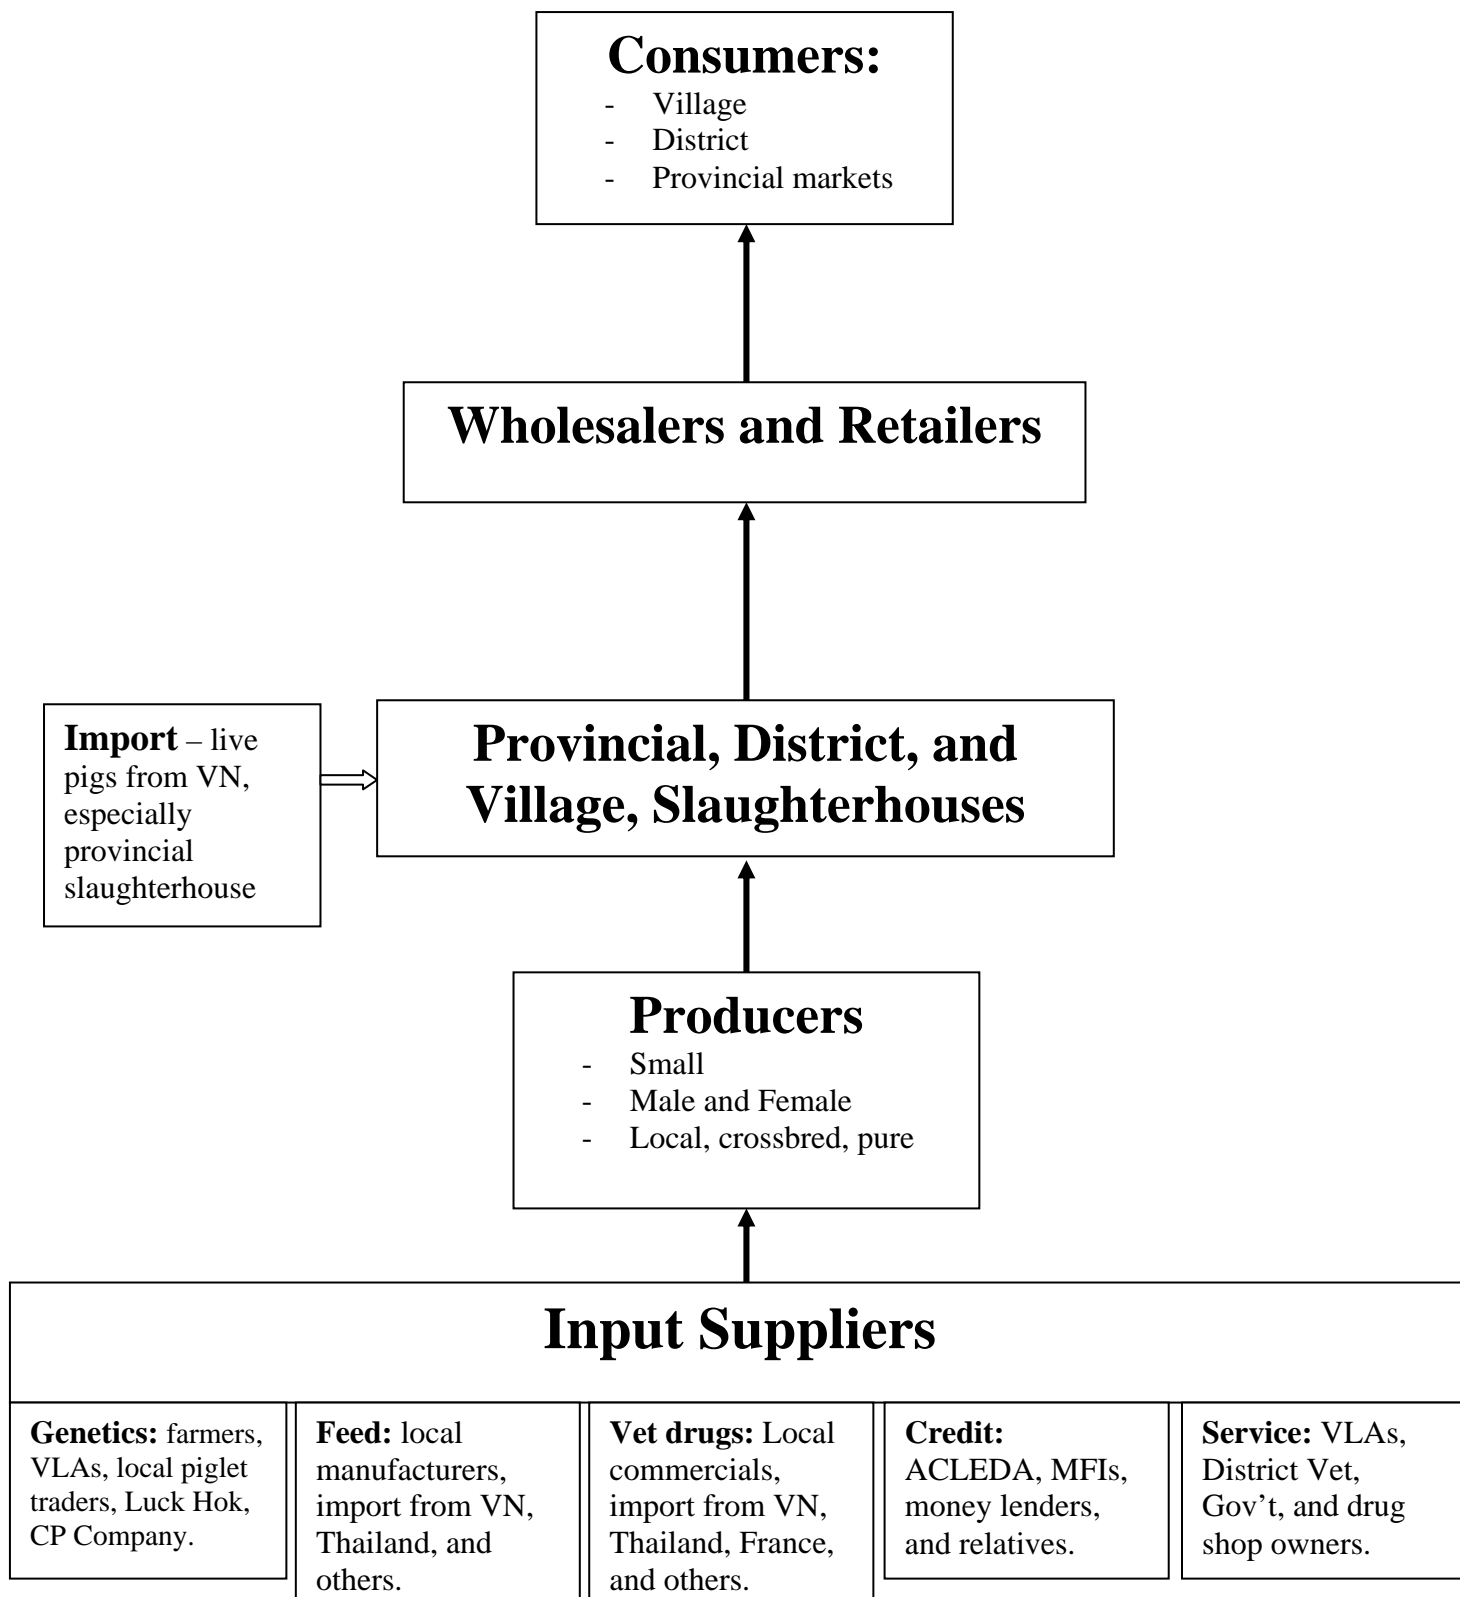 Consumers:
- Village
- District
- Provincial markets
Wholesalers and Retailers
Import – live
pigs from VN,
especially
provincial
slaughterhouse
Provincial, District, and
Village, Slaughterhouses
Producers
- Small
- Male and Female
- Local, crossbred, pure
Input Suppliers
Genetics: farmers,
VLAs, local piglet
traders, Luck Hok,
CP Company.
Feed: local
manufacturers,
import from VN,
Thailand, and
others.
Vet drugs: Local
commercials,
import from VN,
Thailand, France,
and others.
Credit:
ACLEDA, MFIs,
money lenders,
and relatives.
Service: VLAs,
District Vet,
Gov’t, and drug
shop owners.